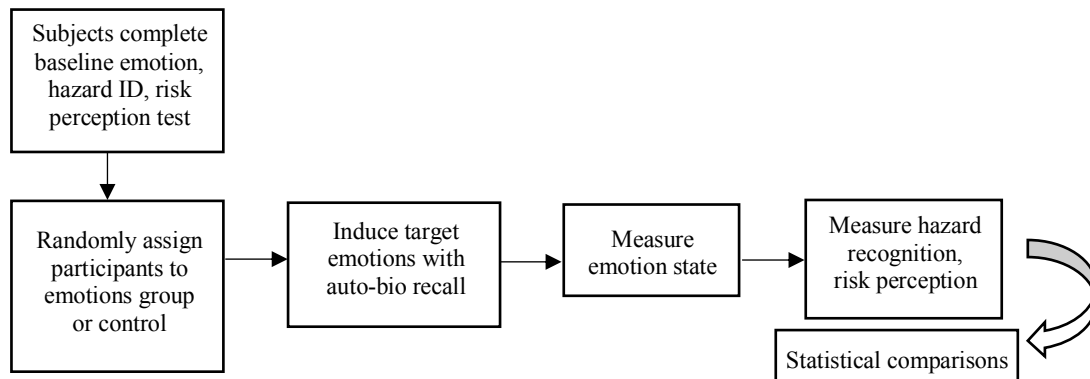 Subjects complete
baseline emotion,
hazard ID, risk
perception test
Randomly assign
participants to
emotions group
or control
Induce target
emotions with
auto-bio recall
Measure
emotion state
Measure hazard
recognition,
risk perception
Statistical comparisons